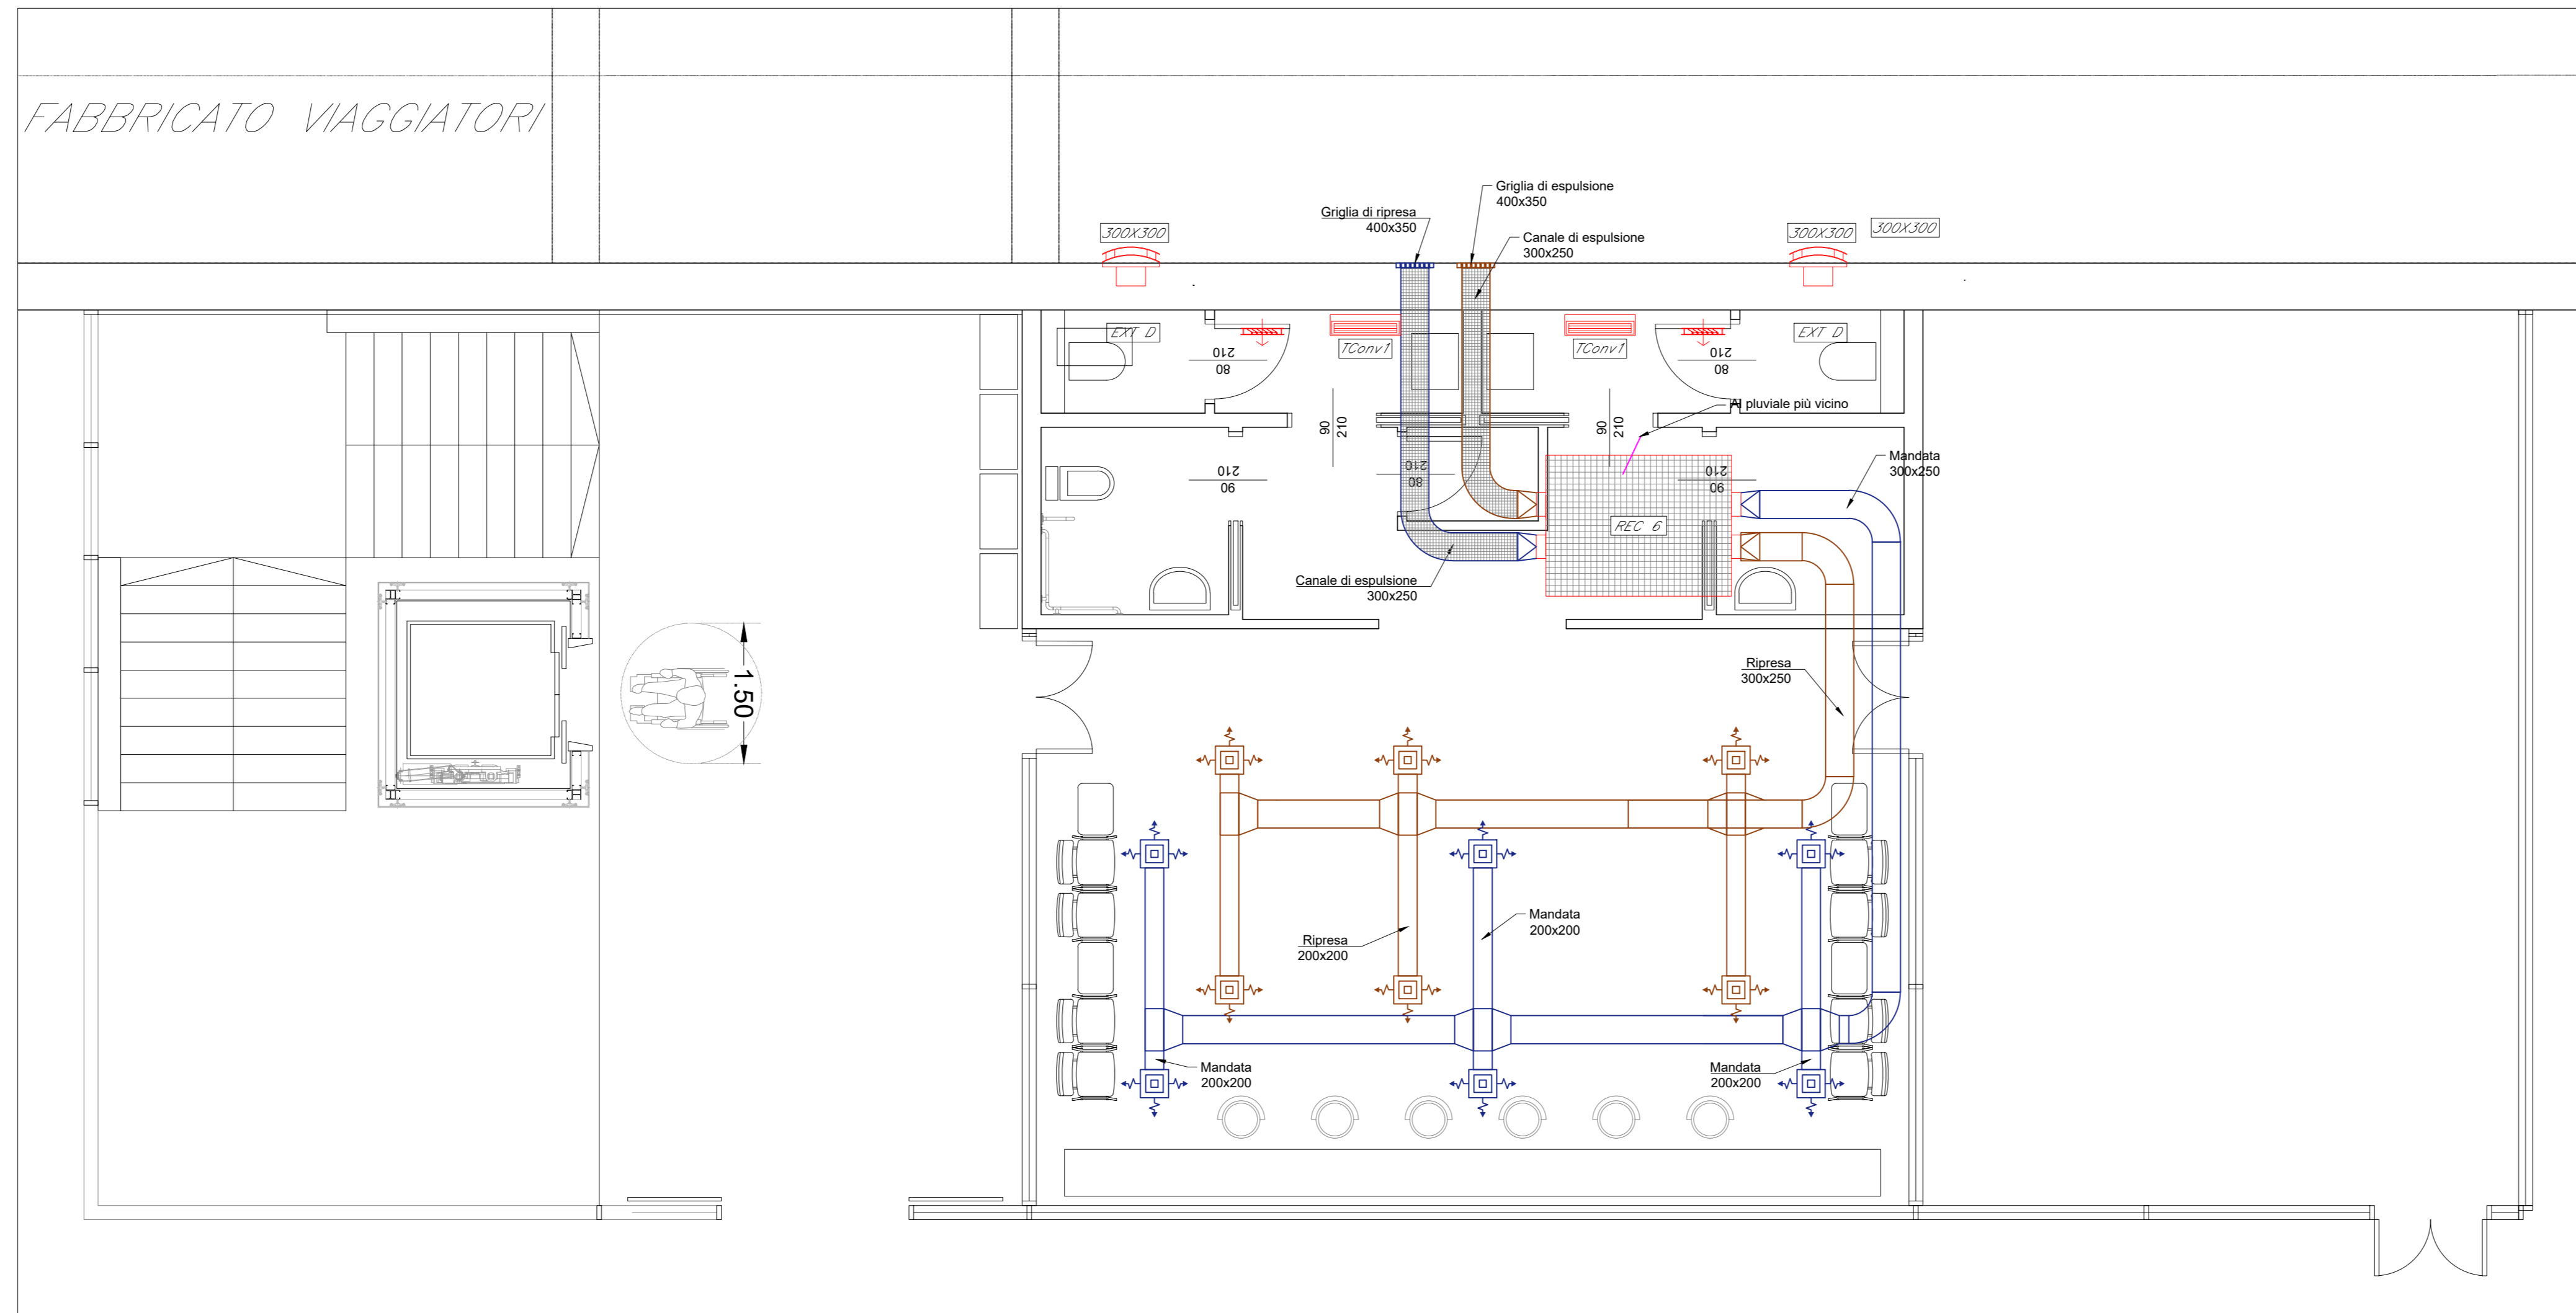 FABBRICATO VIAGGIATORI
Griglia di espulsione
400x350
Griglia di ripresa
400x350
Canale di espulsione
300x250
300X300
300X300
300X300
EXT D
TConv1
TConv1
EXT D
210
80
210
80
90
210
90
210
Al pluviale più vicino
210
90
210
80
210
90
Mandata
300x250
REC 6
Canale di espulsione
300x250
1.50
Ripresa
300x250
Mandata
200x200
Ripresa
200x200
Mandata
200x200
Mandata
200x200